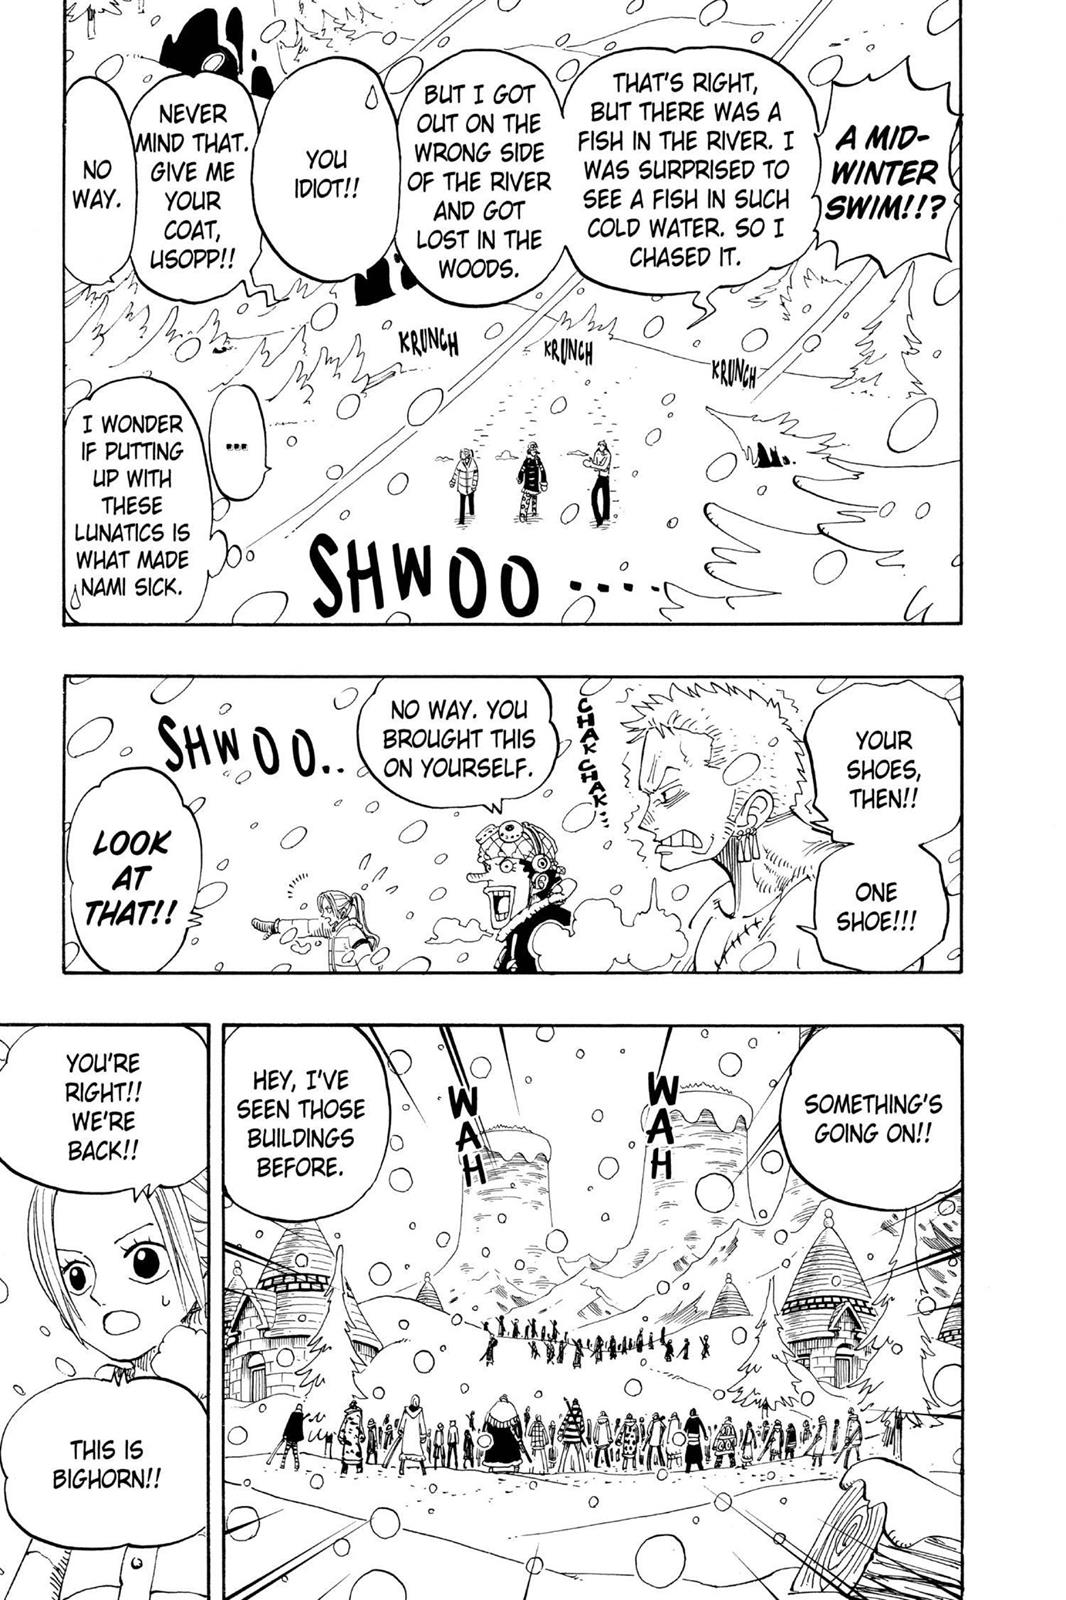 A MID-
WINTER
SWIM!!?
THAT'S RIGHT,
BUT THERE WAS A
FISH IN THE RIVER. I
WAS SURPRISED TO
SEE A FISH IN SUCH
COLD WATER. SO I
CHASED IT.
BUT I GOT
OUT ON THE
WRONG SIDE
OF THE RIVER
AND GOT
LOST IN THE
WOODS.
YOU
IDIOT!!
NEVER
MIND THAT.
GIVE ME
YOUR
COAT,
USOPP!!
NO
WAY.
KRUNCH
KRUNCH
KRUNCH
...
I WONDER
IF PUTTING
UP WITH
THESE
LUNATICS IS
WHAT MADE
NAMI SICK.
SHWOO....
YOUR
SHOES,
THEN!!
ONE
SHOE!!!
CHAKCHAK...
NO WAY. YOU
BROUGHT THIS
ON YOURSELF.
SHWOO..
LOOK
AT
THAT!!
SOMETHING'S
GOING ON!!
WAH
WAH
HEY, I'VE
SEEN THOSE
BUILDINGS
BEFORE.
YOU'RE
RIGHT!!
WE'RE
BACK!!
THIS IS
BIGHORN!!